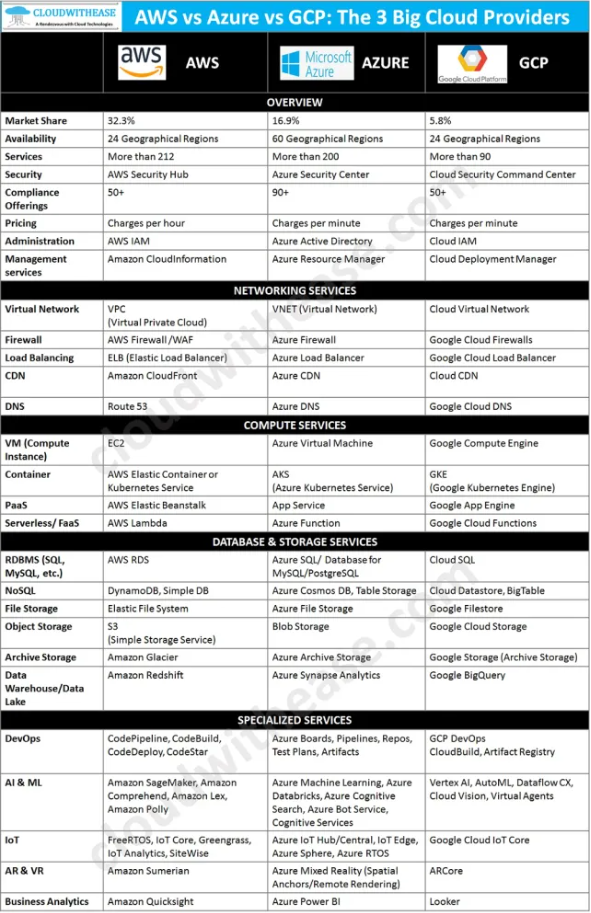 CLOUDWITHEASE
A Rendezvous with Cloud Technologies
AWS vs Azure vs GCP: The 3 Big Cloud Providers
aws AWS
Microsoft Azure AZURE
Google Cloud Platform GCP
OVERVIEW
Market Share 32.3% 16.9% 5.8%
Availability 24 Geographical Regions 60 Geographical Regions 24 Geographical Regions
Services More than 212 More than 200 More than 90
Security AWS Security Hub Azure Security Center Cloud Security Command Center
Compliance 50+ 90+ 50+
Offerings
Pricing Charges per hour Charges per minute Charges per minute
Administration AWS IAM Azure Active Directory Cloud IAM
Management Amazon CloudInformation Azure Resource Manager Cloud Deployment Manager
services
NETWORKING SERVICES
Virtual Network VPC VNET (Virtual Network) Cloud Virtual Network
(Virtual Private Cloud)
Firewall AWS Firewall /WAF Azure Firewall Google Cloud Firewalls
Load Balancing ELB (Elastic Load Balancer) Azure Load Balancer Google Cloud Load Balancer
CDN Amazon CloudFront Azure CDN Cloud CDN
DNS Route 53 Azure DNS Google Cloud DNS
COMPUTE SERVICES
VM (Compute EC2 Azure Virtual Machine Google Compute Engine
Instance)
Container AWS Elastic Container or AKS GKE
Kubernetes Service (Azure Kubernetes Service) (Google Kubernetes Engine)
PaaS AWS Elastic Beanstalk App Service Google App Engine
Serverless/ FaaS AWS Lambda Azure Function Google Cloud Functions
DATABASE & STORAGE SERVICES
RDBMS (SQL, AWS RDS Azure SQL/ Database for Cloud SQL
MySQL, etc.) MySQL/PostgreSQL
NoSQL DynamoDB, Simple DB Azure Cosmos DB, Table Storage Cloud Datastore, BigTable
File Storage Elastic File System Azure File Storage Google Filestore
Object Storage S3 Blob Storage Google Cloud Storage
(Simple Storage Service)
Archive Storage Amazon Glacier Azure Archive Storage Google Storage (Archive Storage)
Data Amazon Redshift Azure Synapse Analytics Google BigQuery
Warehouse/Data
Lake
SPECIALIZED SERVICES
DevOps CodePipeline, CodeBuild, Azure Boards, Pipelines, Repos, GCP DevOps
CodeDeploy, CodeStar Test Plans, Artifacts CloudBuild, Artifact Registry
AI & ML Amazon SageMaker, Amazon Azure Machine Learning, Azure Vertex AI, AutoML, Dataflow CX,
Comprehend, Amazon Lex, Databricks, Azure Cognitive Cloud Vision, Virtual Agents
Amazon Polly Search, Azure Bot Service,
Cognitive Services
IoT FreeRTOS, IoT Core, Greengrass, Azure IoT Hub/Central, IoT Edge, Google Cloud IoT Core
IoT Analytics, SiteWise Azure Sphere, Azure RTOS
AR & VR Amazon Sumerian Azure Mixed Reality (Spatial ARCore
Anchors/Remote Rendering)
Business Analytics Amazon Quicksight Azure Power BI Looker
cloudwithease.com
cloudwithease.com